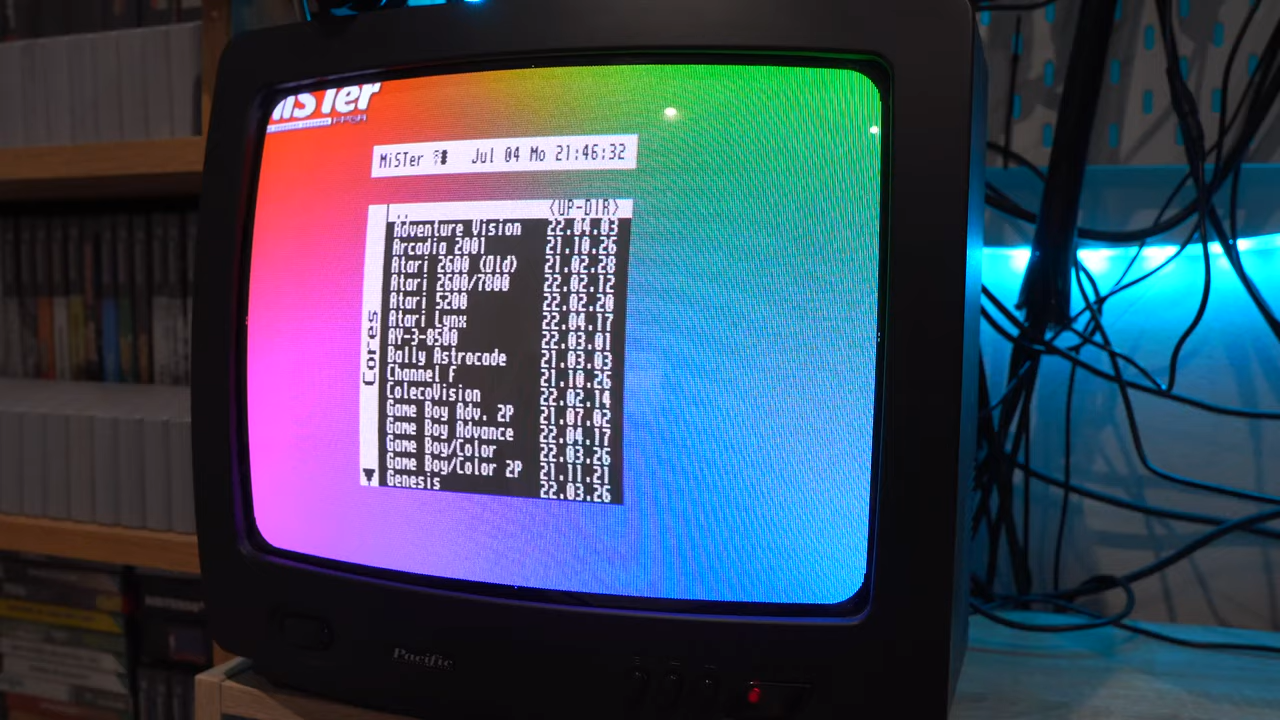 MiSTer
FPGA
MiSTer Jul 04 Mo 21:46:32
Cores
.. <UP-DIR>
Adventure Vision 22.04.03
Arcadia 2001 21.10.26
Atari 2600 (Old) 21.02.28
Atari 2600/7800 22.02.12
Atari 5200 22.02.20
Atari Lynx 22.04.17
AY-3-8500 22.03.01
Bally Astrocade 21.03.03
Channel f 21.10.26
ColecoVision 22.02.14
Game Boy Adv. 2P 21.07.02
Game Boy Advance 22.04.17
Game Boy/Color 22.03.26
Game Boy/Color 2P 21.11.21
Genesis 22.03.26
Pacific